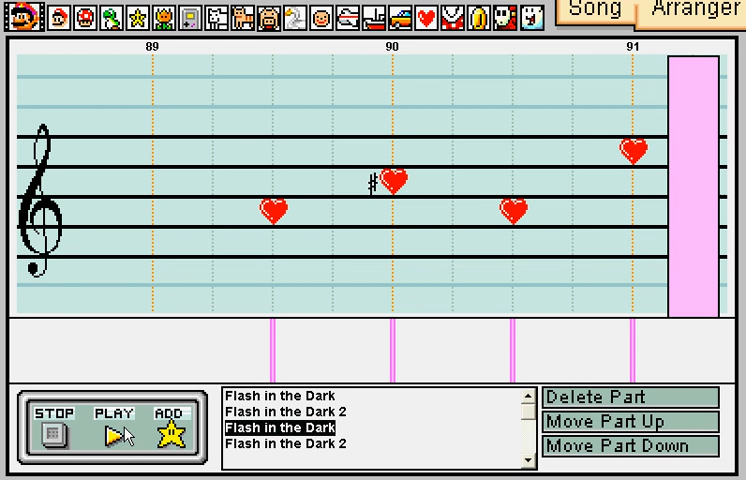 Song Arranger
89 90 91
STOP PLAY ADD
Flash in the Dark
Flash in the Dark 2
Flash in the Dark
Flash in the Dark 2
Delete Part
Move Part Up
Move Part Down